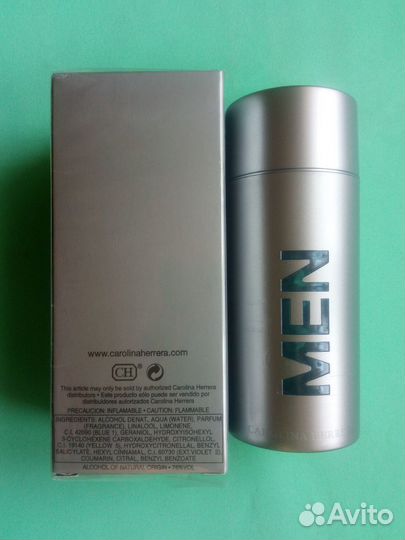 www.carolinaherrera.com
CH®
This article may only be sold by authorized Carolina Herrera
distributors • Este producto sólo puede ser vendido por
distribuidores autorizados Carolina Herrera
PRECAUCION, INFLAMABLE • CAUTION, FLAMMABLE
INGREDIENTS: ALCOHOL DENAT., AQUA (WATER), PARFUM
(FRAGRANCE), LINALOOL, LIMONENE,
C.I. 42090 (BLUE 1), GERANIOL, HYDROXYISOHEXYL
3-CYCLOHEXENE CARBOXALDEHYDE, CITRONELLOL,
C.I. 19140 (YELLOW 5), HYDROXYCITRONELLAL, BENZYL
SALICYLATE, HEXYL CINNAMAL, C.I. 60730 (EXT.VIOLET 2),
COUMARIN, CITRAL, BENZYL BENZOATE
ALCOHOL OF NATURAL ORIGIN •
MEN
CAROLINA HERRERA
Avito